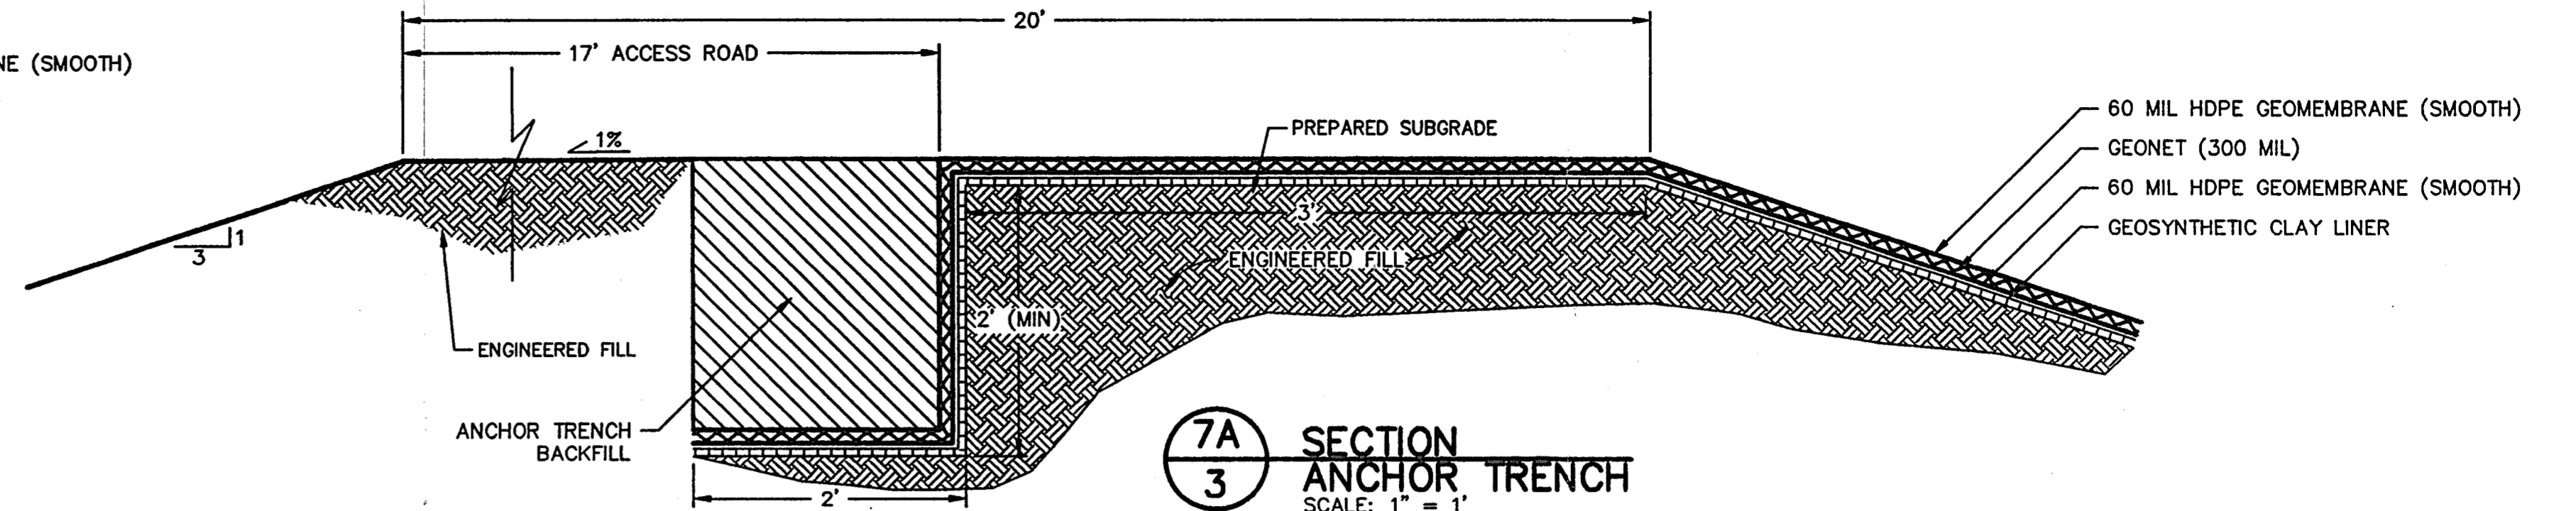 20'
17' ACCESS ROAD
NE (SMOOTH)
60 MIL HDPE GEOMEMBRANE (SMOOTH)
PREPARED SUBGRADE
1%
GEONET (300 MIL)
60 MIL HDPE GEOMEMBRANE (SMOOTH)
3'
GEOSYNTHETIC CLAY LINER
1
3
ENGINEERED FILL
2' (MIN)
ENGINEERED FILL
ANCHOR TRENCH
BACKFILL
7A
3
SECTION
ANCHOR TRENCH
SCALE: 1" = 1'
2'